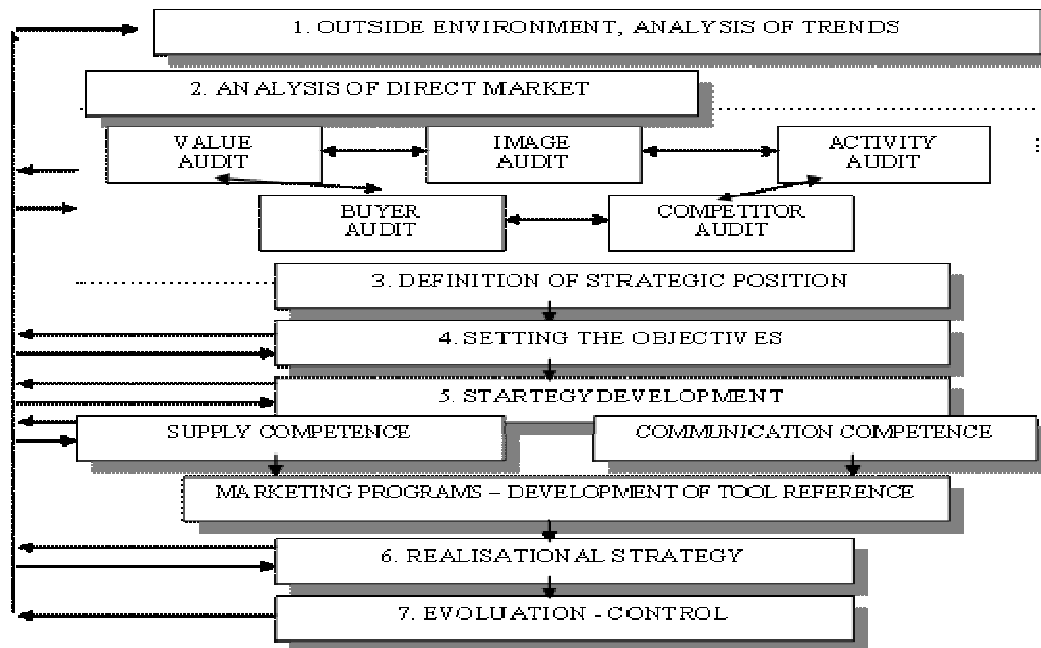 1. OUTSIDE ENVIRONMENT, ANALYSIS OF TRENDS
2. ANALYSIS OF DIRECT MARKET
VALUE
AUDIT
IMAGE
AUDIT
ACTIVITY
AUDIT
BUYER
AUDIT
COMPETITOR
AUDIT
3. DEFINITION OF STRATEGIC POSITION
4. SETTING THE OBJECTIVES
5. STARTEGY DEVELOPMENT
SUPPLY COMPETENCE
COMMUNICATION COMPETENCE
MARKETING PROGRAMS – DEVELOPMENT OF TOOL REFERENCE
6. REALISATIONAL STRATEGY
7. EVOLUATION - CONTROL